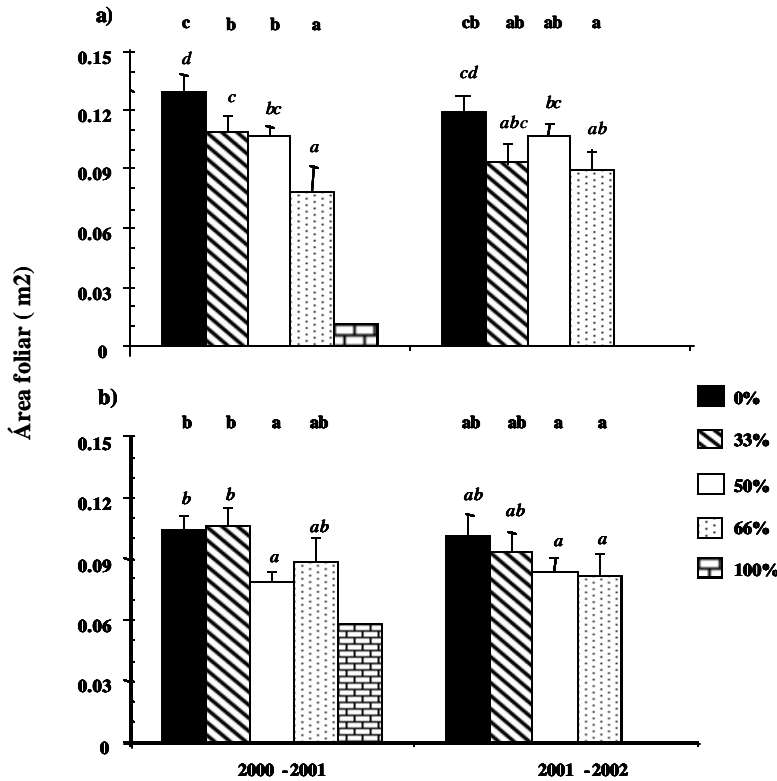 a) c b b a cb ab ab a
0.15
d cd
0.12
c bc abc bc
a ab
0.09
0.06
0.03
0
Área foliar ( m2)
b)
b b a ab ab ab a a
0.15
b b ab a ab ab a a
0.12
0.09
0.06
0.03
0
2000 -2001 2001 -2002
0%
33%
50%
66%
100%